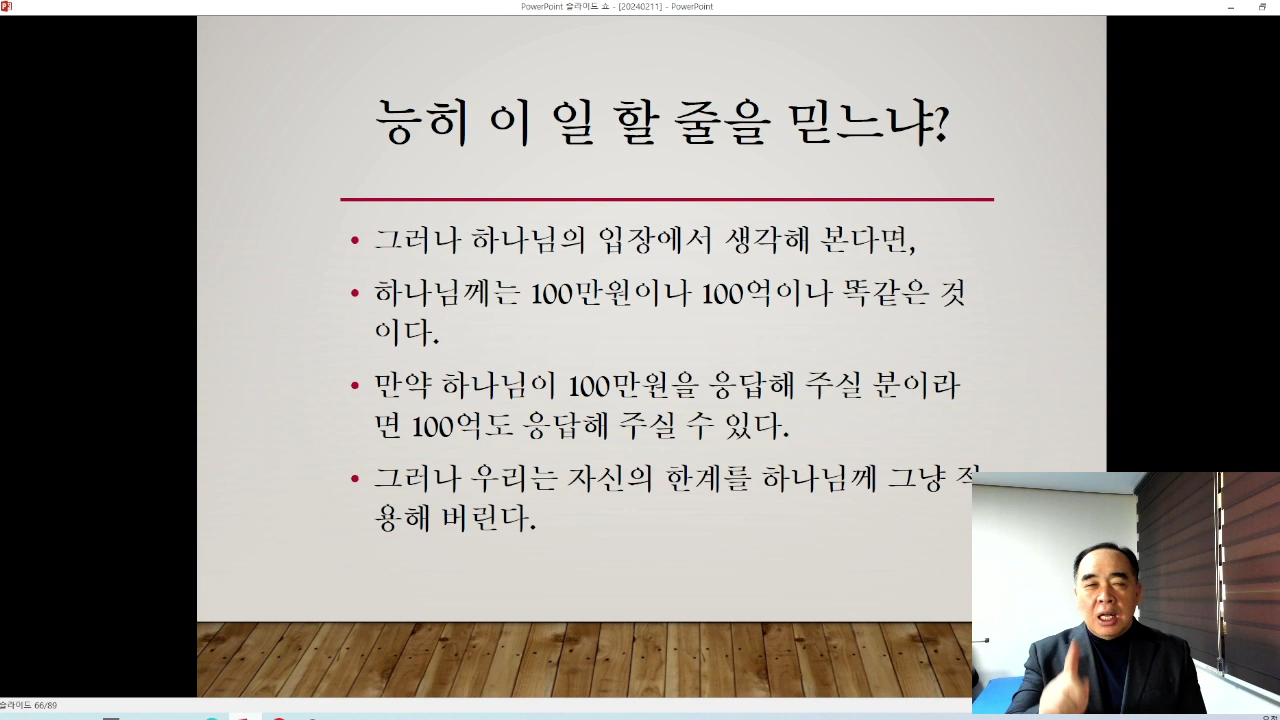 PowerPoint 슬라이드 쇼 - [20240211] - PowerPoint
능히 이 일 할 줄을 믿느냐?
• 그러나 하나님의 입장에서 생각해 본다면,
• 하나님께는 100만원이나 100억이나 똑같은 것
이다.
• 만약 하나님이 100만원을 응답해 주실 분이라
면 100억도 응답해 주실 수 있다.
• 그러나 우리는 자신의 한계를 하나님께 그냥 적
용해 버린다.
슬라이드 66/89